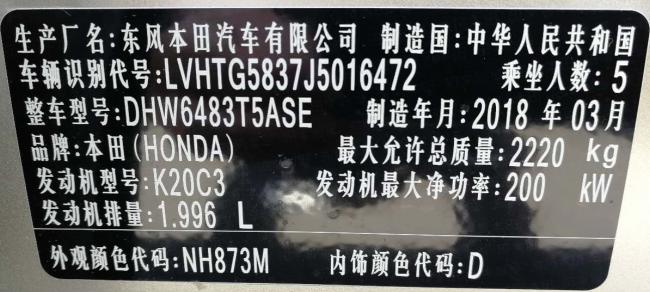 生产厂名:东风本田汽车有限公司 制造国:中华人民共和国
车辆识别代号:LVHTG5837J5016472 乘坐人数:5
整车型号:DHW6483T5ASE 制造年月:2018 年 03月
品牌:本田(HONDA) 最大允许总质量:2220 kg
发动机型号:K20C3 发动机最大净功率:200 kW
发动机排量:1.996 L
外观颜色代码:NH873M 内饰颜色代码:D